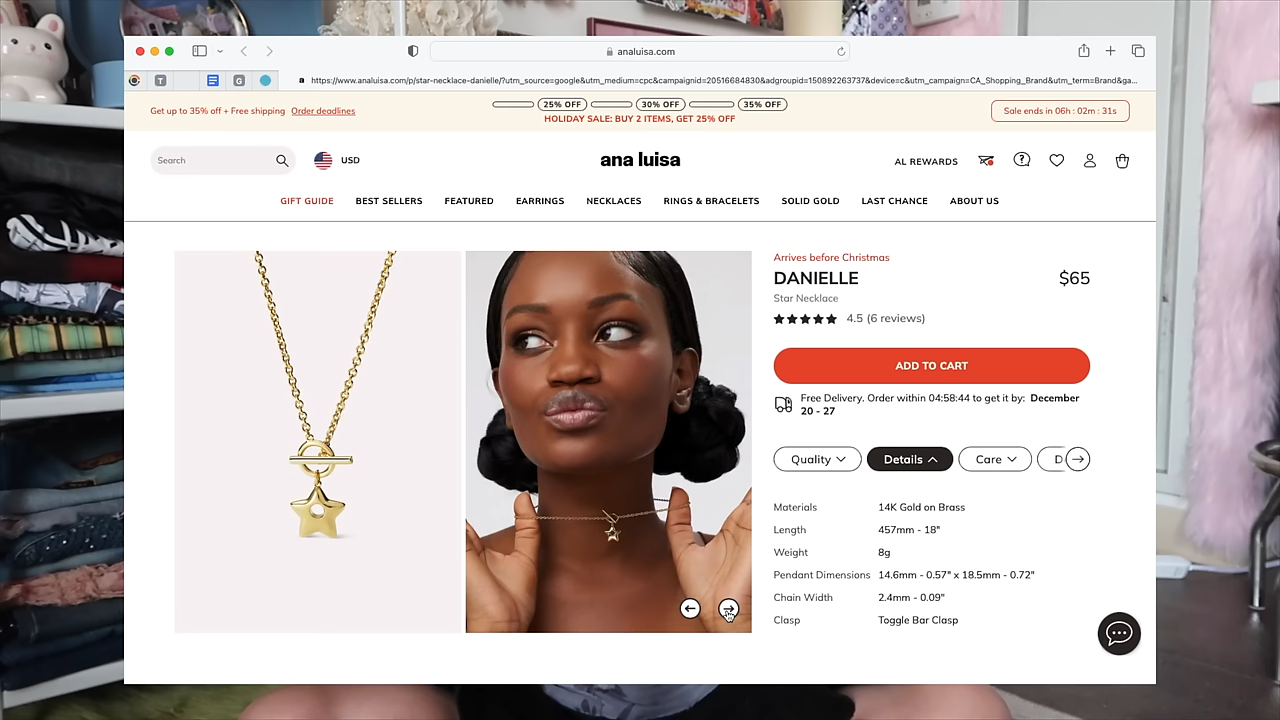 analuisa.com
T
G
a https://www.analuisa.com/p/star-necklace-danielle/?utm_source=google&utm_medium=cpc&campaignid=20516684830&adgroupid=150892263737&device=c&utm_campaign=CA_Shopping_Brand&utm_term=Brand&ga...
25% OFF 30% OFF 35% OFF
Get up to 35% off + Free shipping Order deadlines
HOLIDAY SALE: BUY 2 ITEMS, GET 25% OFF
Sale ends in 06h : 02m : 31s
Search
USD
ana luisa
AL REWARDS
GIFT GUIDE BEST SELLERS FEATURED EARRINGS NECKLACES RINGS & BRACELETS SOLID GOLD LAST CHANCE ABOUT US
Arrives before Christmas
DANIELLE $65
Star Necklace
4.5 (6 reviews)
ADD TO CART
Free Delivery. Order within 04:58:44 to get it by: December
20 - 27
Quality Details Care D
Materials 14K Gold on Brass
Length 457mm - 18"
Weight 8g
Pendant Dimensions 14.6mm - 0.57" x 18.5mm - 0.72"
Chain Width 2.4mm - 0.09"
Clasp Toggle Bar Clasp